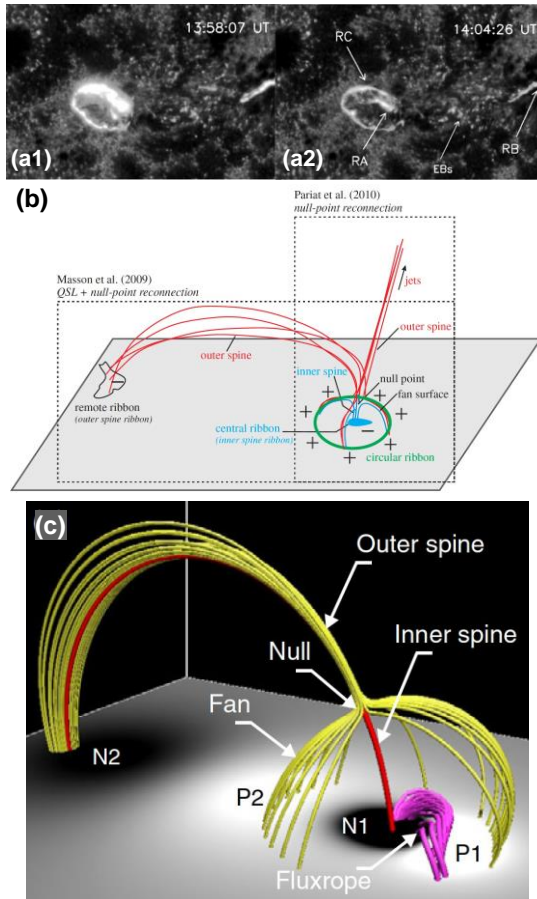 13:58:07 UT
(a1)
RC
14:04:26 UT
(a2)
RA
EBs
RB
(b)
Pariat et al. (2010)
null-point reconnection
Masson et al. (2009)
QSL + null-point reconnection
jets
outer spine
outer spine
inner spine
null point
fan surface
remote ribbon
(outer spine ribbon)
central ribbon
(inner spine ribbon)
circular ribbon
+ + + + + + +
−
−
(c)
Outer spine
Inner spine
Null
Fan
N2
P2
N1
P1
Fluxrope